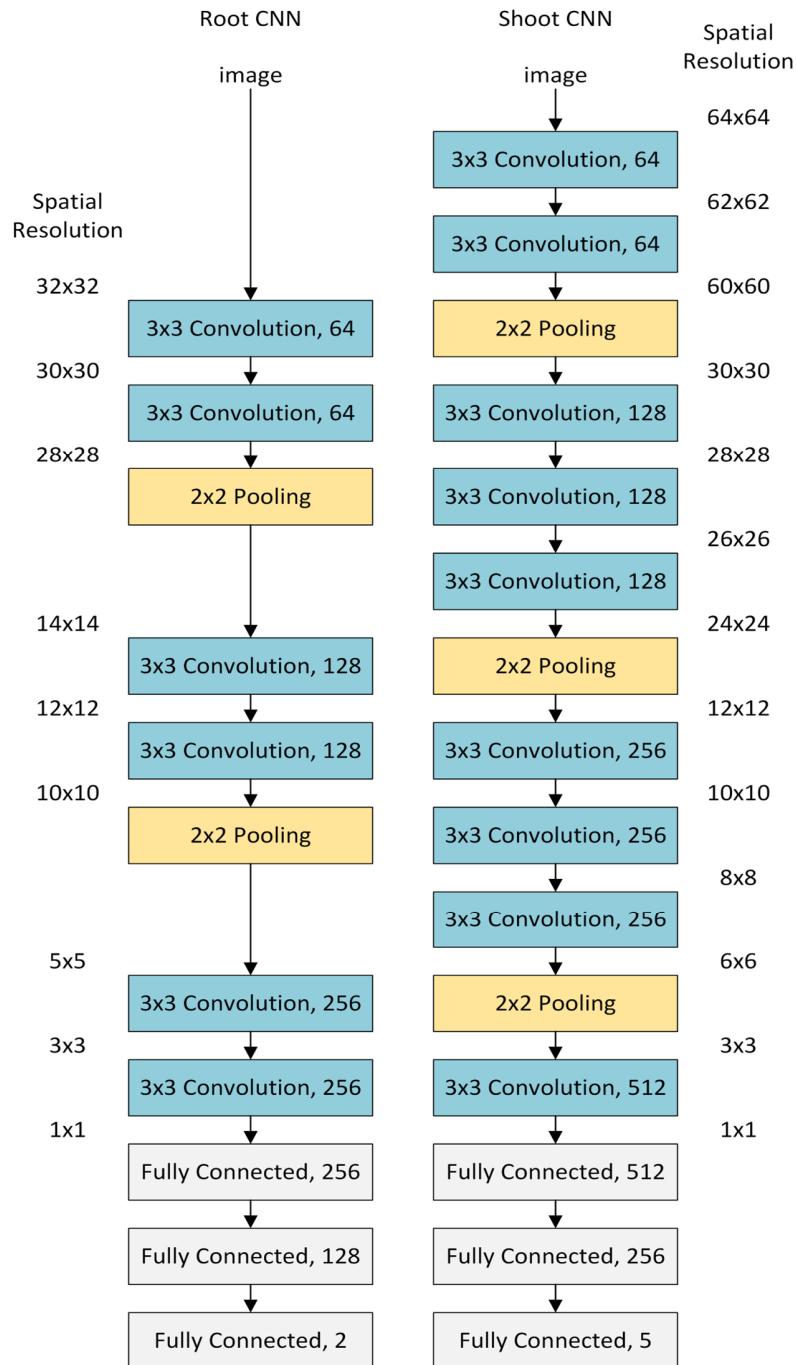 Root CNN
Shoot CNN
Spatial
Resolution
image
image
64x64
3x3 Convolution, 64
62x62
Spatial
Resolution
3x3 Convolution, 64
32x32
60x60
3x3 Convolution, 64
2x2 Pooling
30x30
30x30
3x3 Convolution, 64
3x3 Convolution, 128
28x28
28x28
2x2 Pooling
3x3 Convolution, 128
26x26
3x3 Convolution, 128
14x14
24x24
3x3 Convolution, 128
2x2 Pooling
12x12
12x12
3x3 Convolution, 128
3x3 Convolution, 256
10x10
10x10
2x2 Pooling
3x3 Convolution, 256
8x8
3x3 Convolution, 256
5x5
6x6
3x3 Convolution, 256
2x2 Pooling
3x3
3x3
3x3 Convolution, 256
3x3 Convolution, 512
1x1
1x1
Fully Connected, 256
Fully Connected, 512
Fully Connected, 128
Fully Connected, 256
Fully Connected, 2
Fully Connected, 5